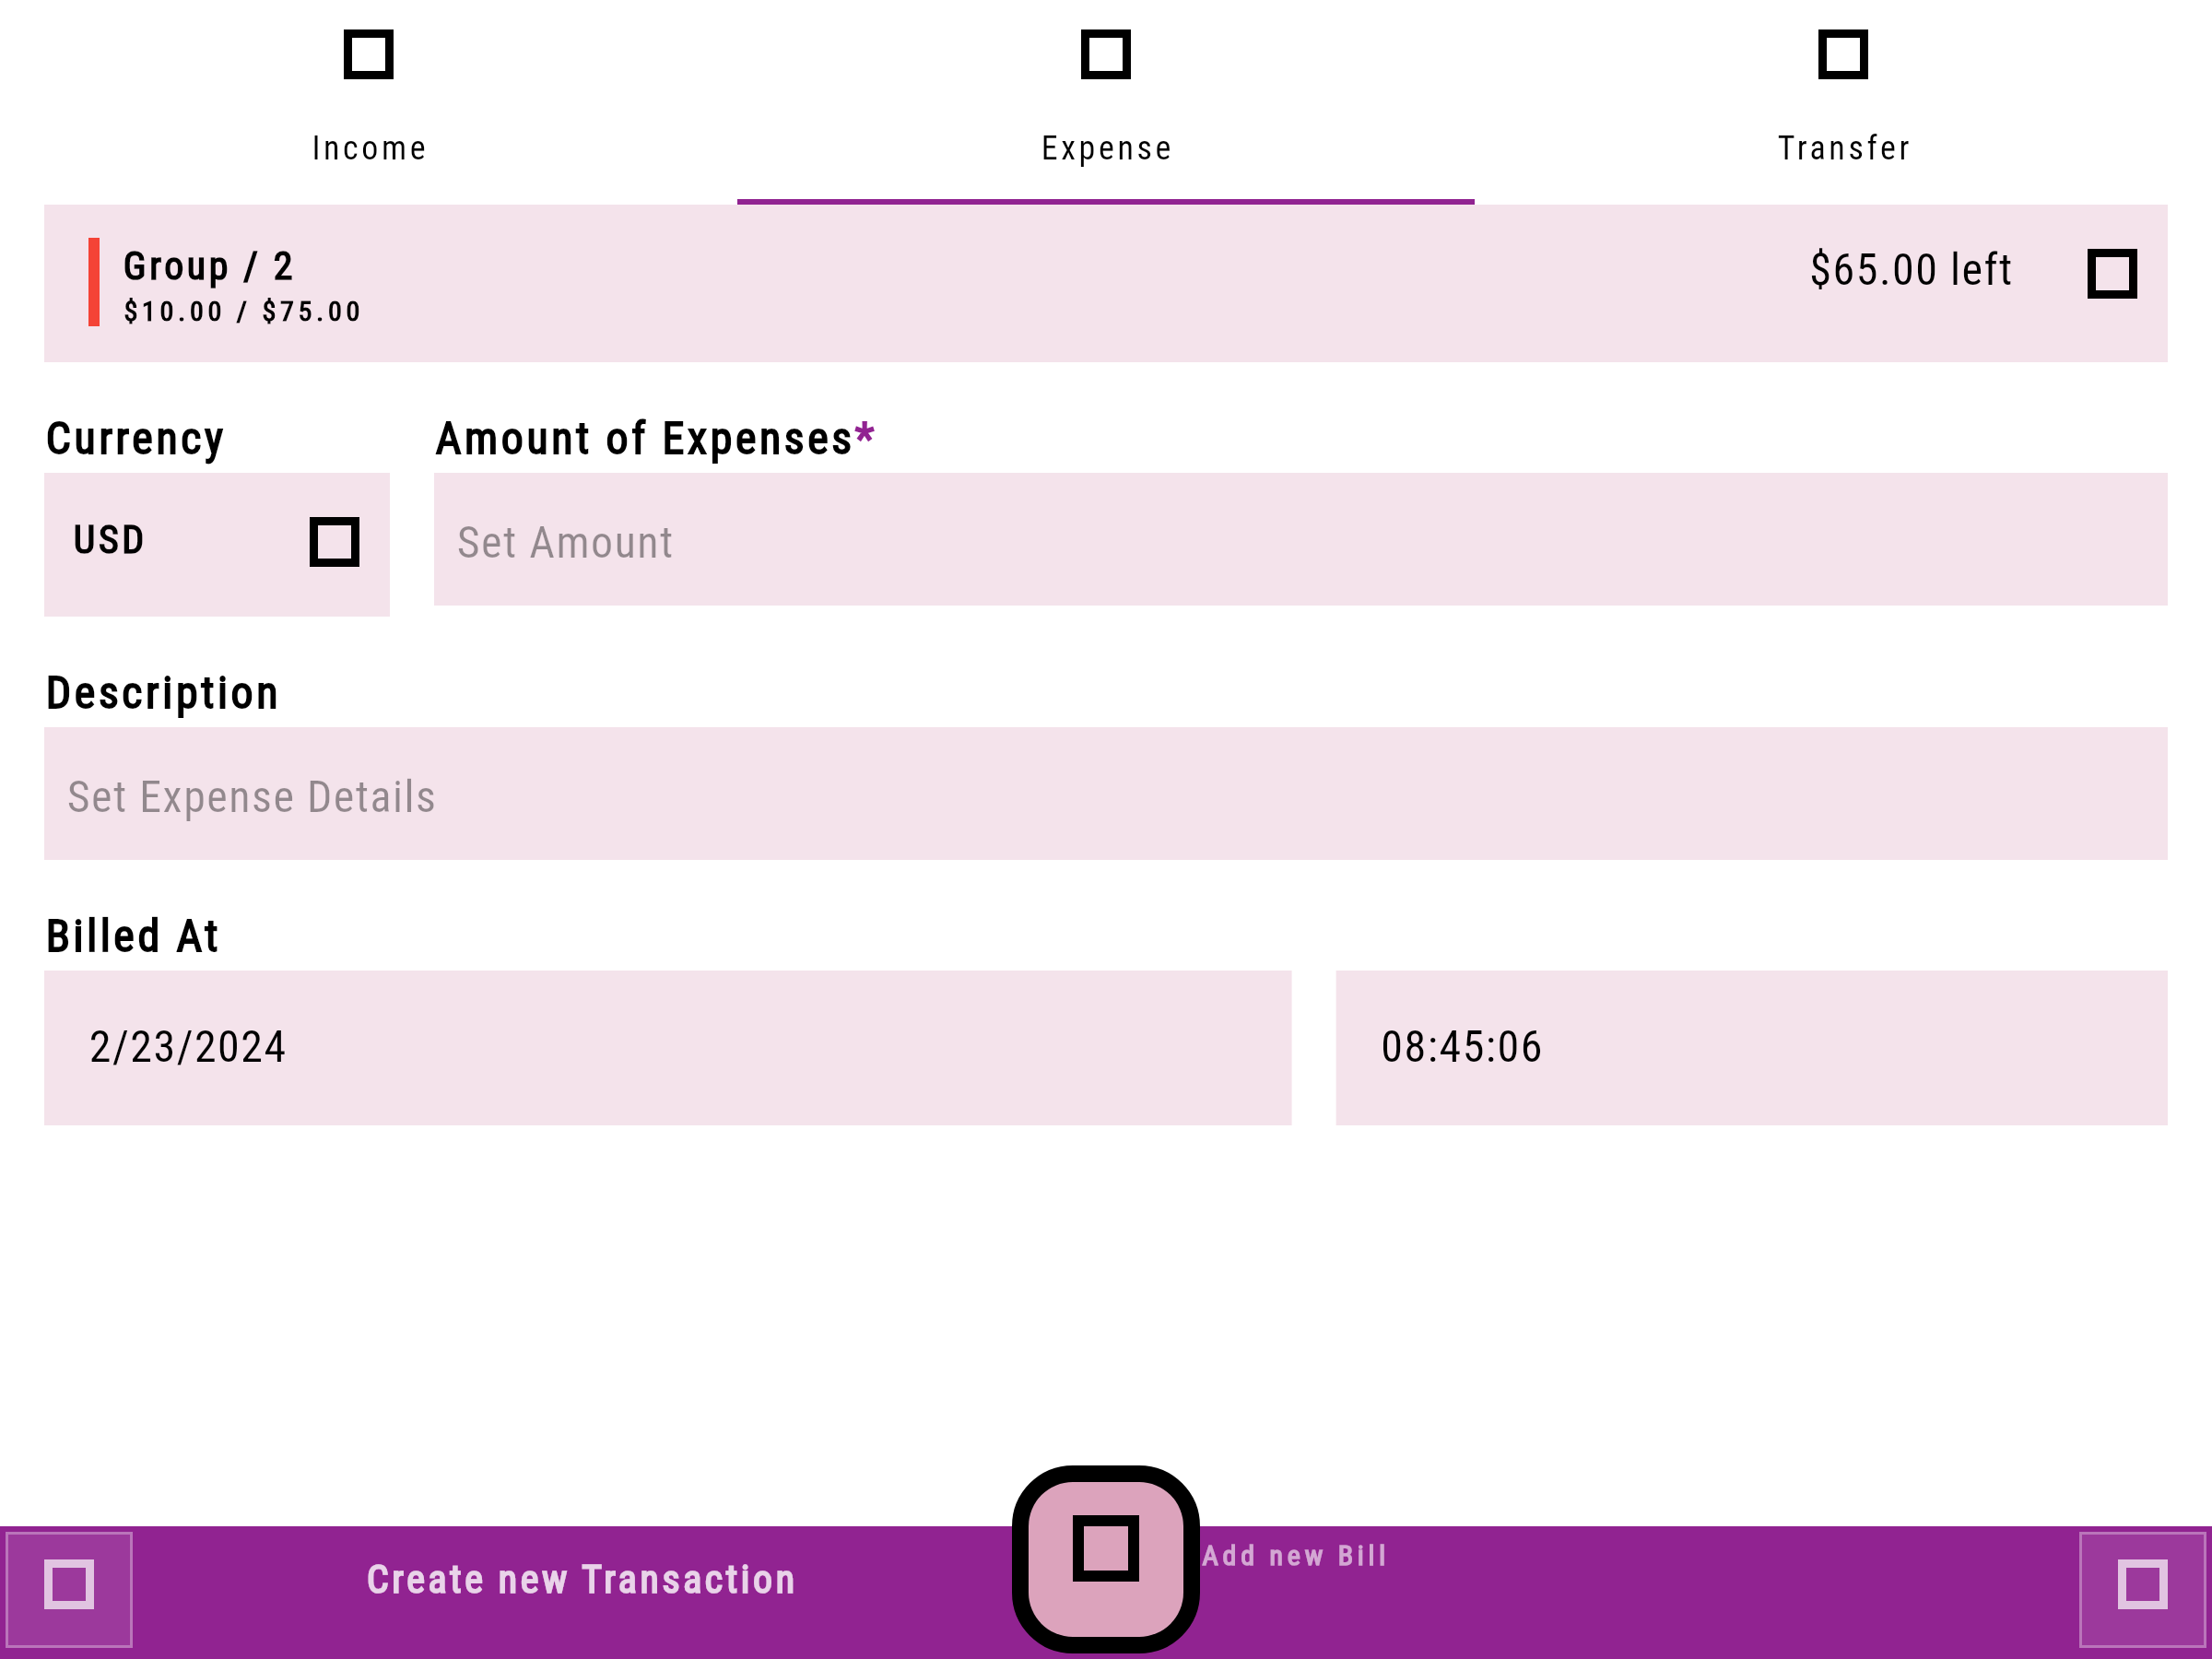 Income
Expense
Transfer
Group / 2
$10.00 / $75.00
$65.00 left
Currency
Amount of Expenses*
USD
Set Amount
Description
Set Expense Details
Billed At
2/23/2024
08:45:06
Create new Transaction
Add new Bill